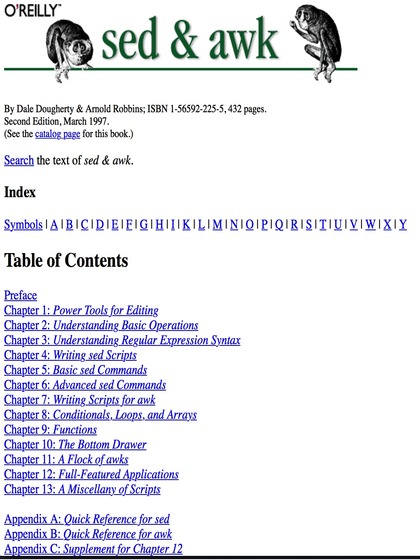 O'REILLY™
sed & awk
By Dale Dougherty & Arnold Robbins; ISBN 1-56592-225-5, 432 pages.
Second Edition, March 1997.
(See the catalog page for this book.)
Search the text of sed & awk.
Index
Symbols | A | B | C | D | E | F | G | H | I | K | L | M | N | O | P | Q | R | S | T | U | V | W | X | Y
Table of Contents
Preface
Chapter 1: Power Tools for Editing
Chapter 2: Understanding Basic Operations
Chapter 3: Understanding Regular Expression Syntax
Chapter 4: Writing sed Scripts
Chapter 5: Basic sed Commands
Chapter 6: Advanced sed Commands
Chapter 7: Writing Scripts for awk
Chapter 8: Conditionals, Loops, and Arrays
Chapter 9: Functions
Chapter 10: The Bottom Drawer
Chapter 11: A Flock of awks
Chapter 12: Full-Featured Applications
Chapter 13: A Miscellany of Scripts
Appendix A: Quick Reference for sed
Appendix B: Quick Reference for awk
Appendix C: Supplement for Chapter 12